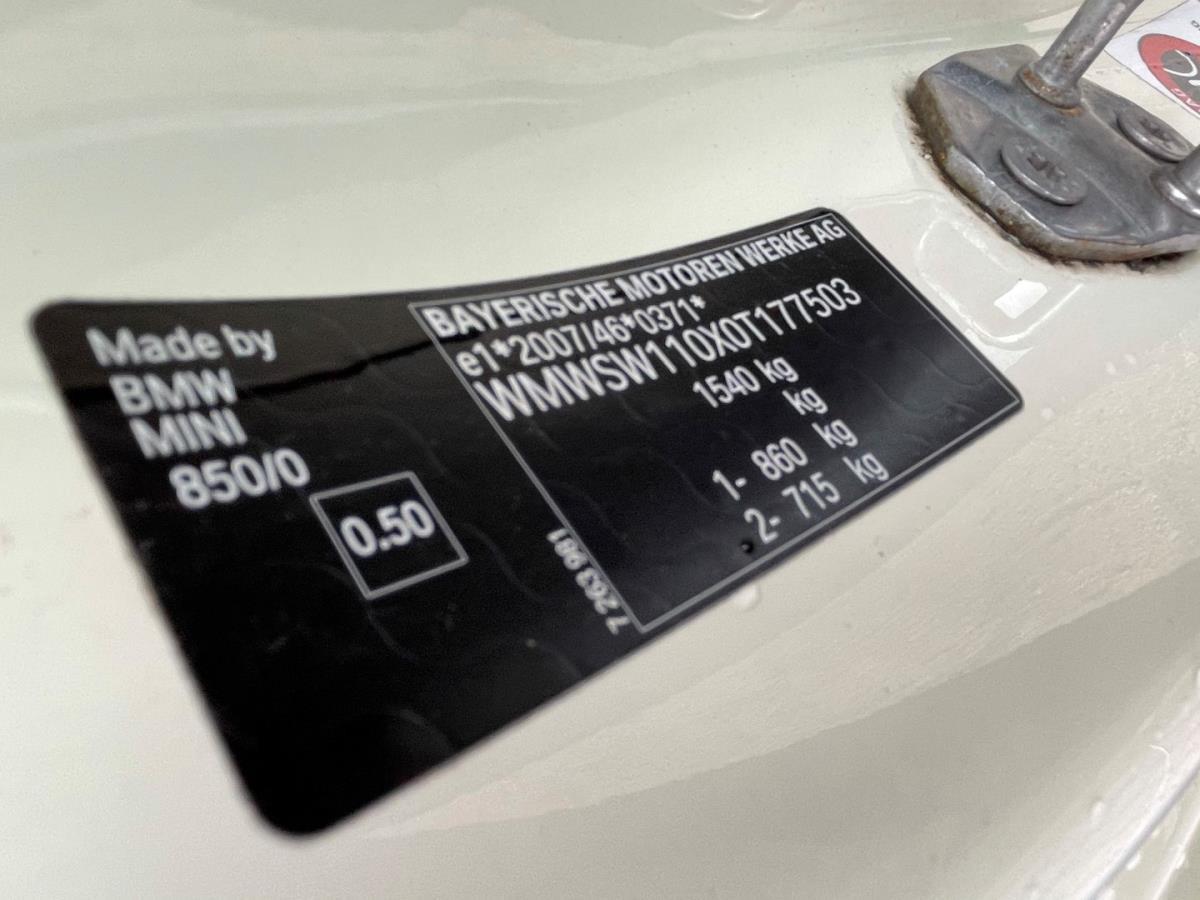 Made by
BMW
MINI
850/0
0.50
BAYERISCHE MOTOREN WERKE AG
e1*2007/46*0371*
WMWSW110X0T177503
1540 kg
kg
1- 860 kg
2- 715 kg
7 263 981